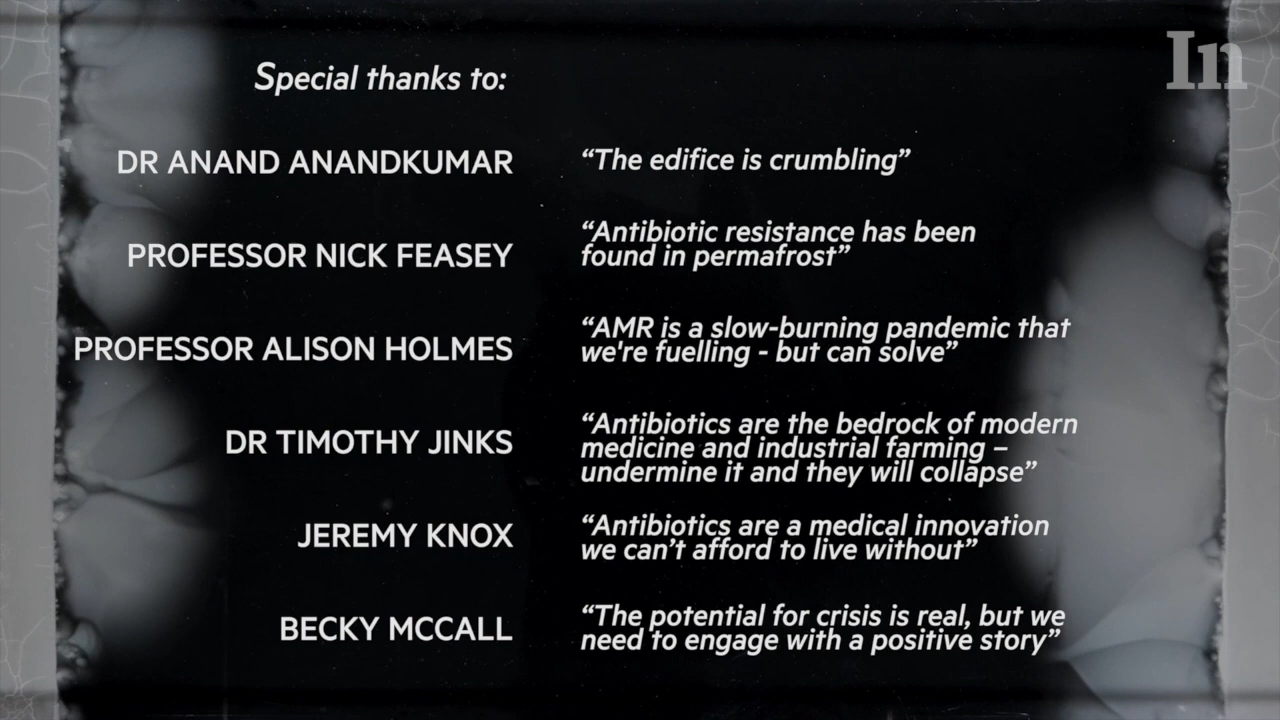 In
Special thanks to:
DR ANAND ANANDKUMAR
“The edifice is crumbling”
PROFESSOR NICK FEASEY
“Antibiotic resistance has been
found in permafrost”
PROFESSOR ALISON HOLMES
“AMR is a slow-burning pandemic that
we're fuelling - but can solve”
DR TIMOTHY JINKS
“Antibiotics are the bedrock of modern
medicine and industrial farming –
undermine it and they will collapse”
JEREMY KNOX
“Antibiotics are a medical innovation
we can’t afford to live without”
BECKY MCCALL
“The potential for crisis is real, but we
need to engage with a positive story”